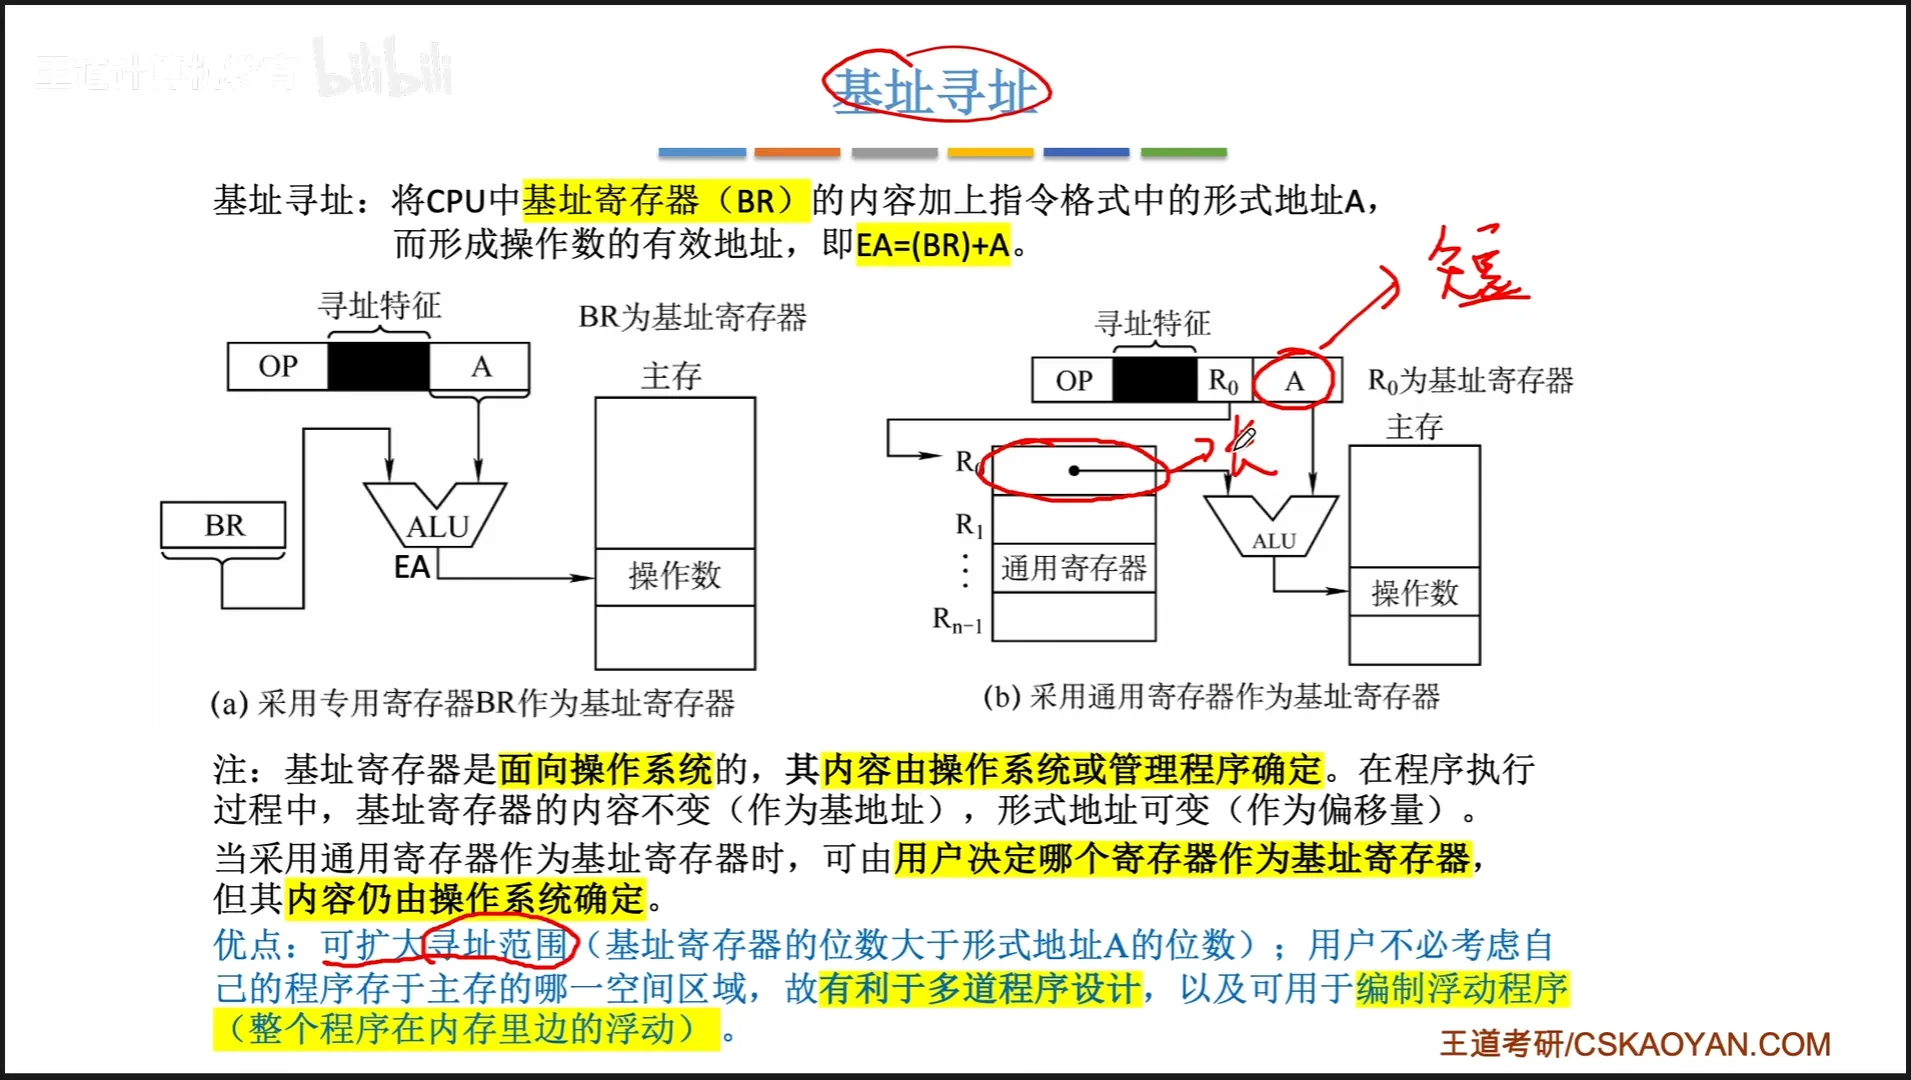 王道计算机教育 bilibili
基址寻址
基址寻址：将CPU中基址寄存器（BR）的内容加上指令格式中的形式地址A，
而形成操作数的有效地址，即EA=(BR)+A。
短
寻址特征
BR为基址寄存器
OP
A
主存
BR
ALU
EA
操作数
(a) 采用专用寄存器BR作为基址寄存器
寻址特征
OP
R0
A
R0为基址寄存器
主存
长
R1
⋮
通用寄存器
Rn-1
ALU
操作数
(b) 采用通用寄存器作为基址寄存器
注：基址寄存器是面向操作系统的，其内容由操作系统或管理程序确定。在程序执行
过程中，基址寄存器的内容不变（作为基地址），形式地址可变（作为偏移量）。
当采用通用寄存器作为基址寄存器时，可由用户决定哪个寄存器作为基址寄存器，
但其内容仍由操作系统确定。
优点：可扩大寻址范围（基址寄存器的位数大于形式地址A的位数）；用户不必考虑自
己的程序存于主存的哪一空间区域，故有利于多道程序设计，以及可用于编制浮动程序
（整个程序在内存里边的浮动）。
王道考研/CSKAOYAN.COM